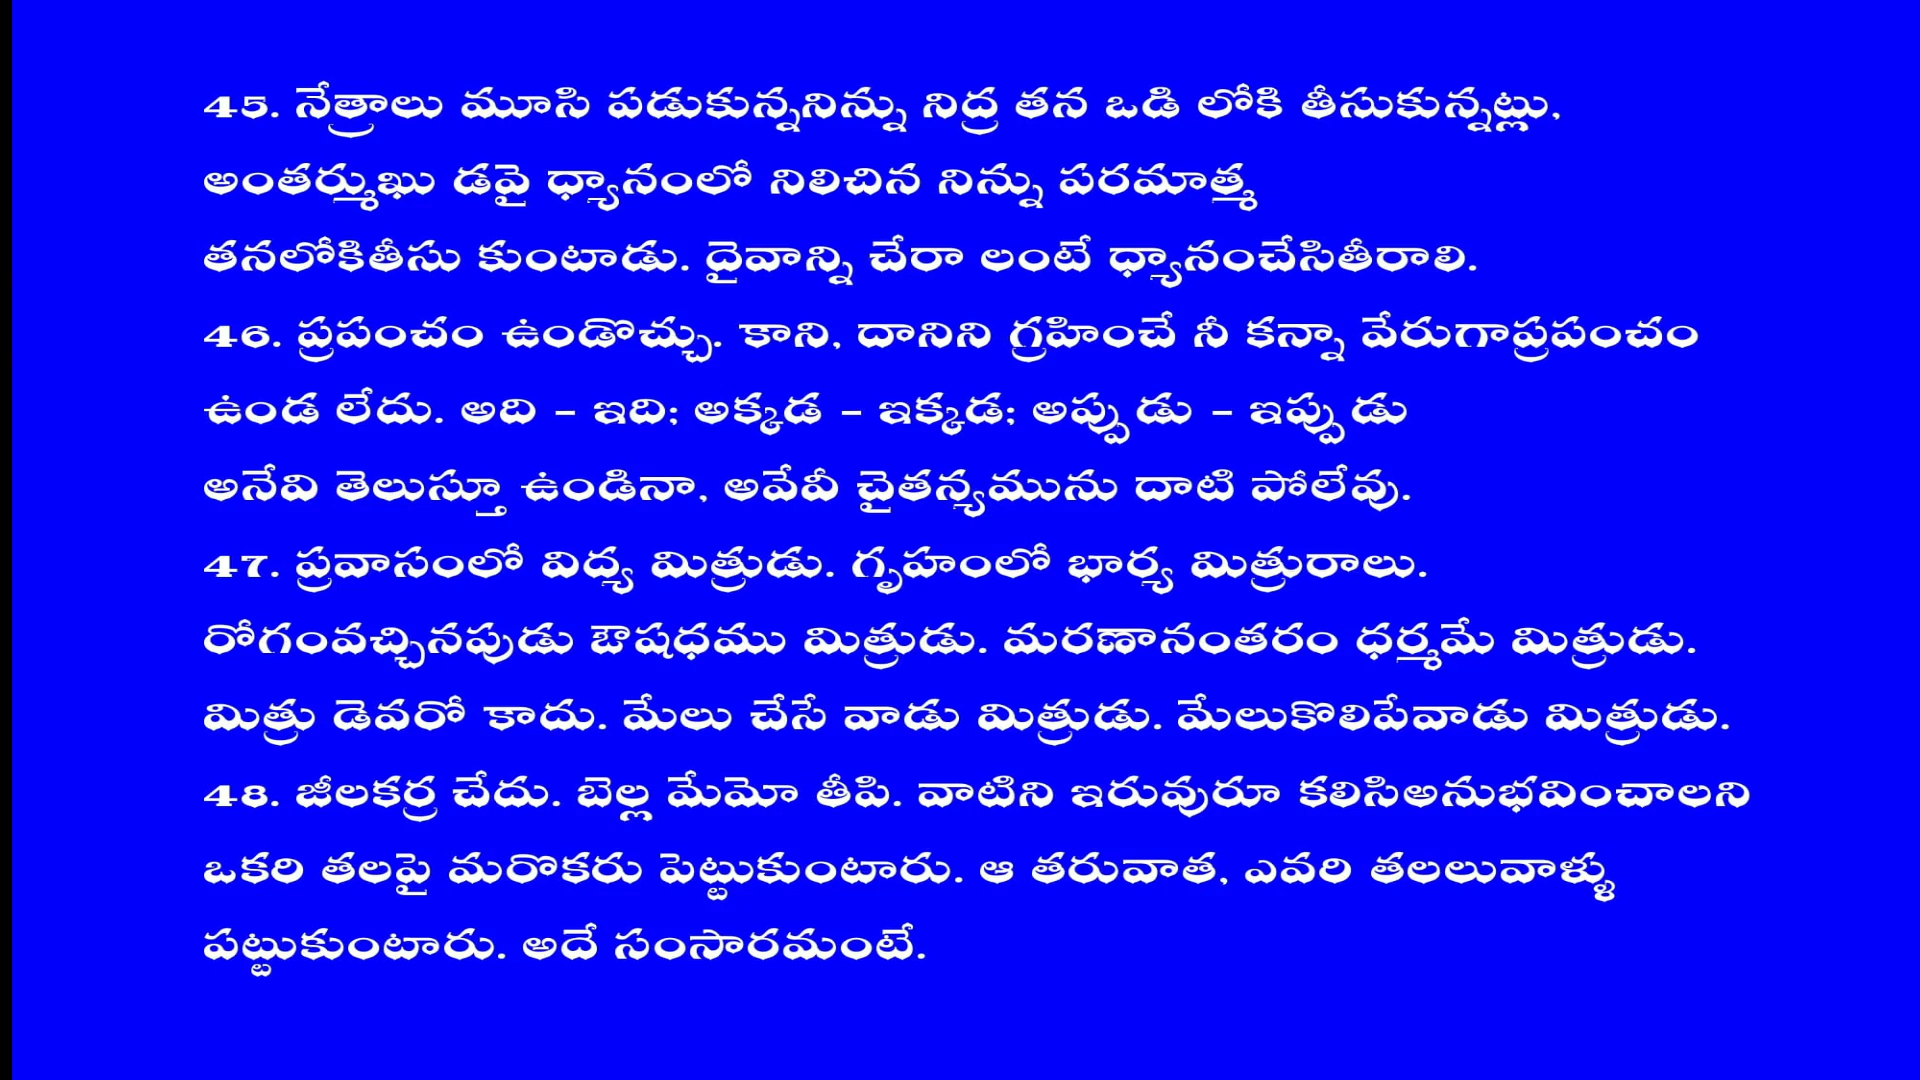 45. నేత్రాలు మూసి పడుకున్ననిన్ను నిద్ర తన ఒడి లోకి తీసుకున్నట్లు,
అంతర్ముఖు డవై ధ్యానంలో నిలిచిన నిన్ను పరమాత్మ
తనలోకితీసు కుంటాడు. దైవాన్ని చేరా లంటే ధ్యానంచేసితీరాలి.
46. ప్రపంచం ఉండొచ్చు. కాని, దానిని గ్రహించే నీ కన్నా వేరుగాప్రపంచం
ఉండ లేదు. అది – ఇది; అక్కడ – ఇక్కడ; అప్పుడు – ఇప్పుడు
అనేవి తెలుస్తూ ఉండినా, అవేవీ చైతన్యమును దాటి పోలేవు.
47. ప్రవాసంలో విద్య మిత్రుడు. గృహంలో భార్య మిత్రురాలు.
రోగంవచ్చినపుడు ఔషధము మిత్రుడు. మరణానంతరం ధర్మమే మిత్రుడు.
మిత్రు డెవరో కాదు. మేలు చేసే వాడు మిత్రుడు. మేలుకొలిపేవాడు మిత్రుడు.
48. జీలకర్ర చేదు. బెల్ల మేమో తీపి. వాటిని ఇరువురూ కలిసిఅనుభవించాలని
ఒకరి తలపై మరొకరు పెట్టుకుంటారు. ఆ తరువాత, ఎవరి తలలువాళ్ళు
పట్టుకుంటారు. అదే సంసారమంటే.